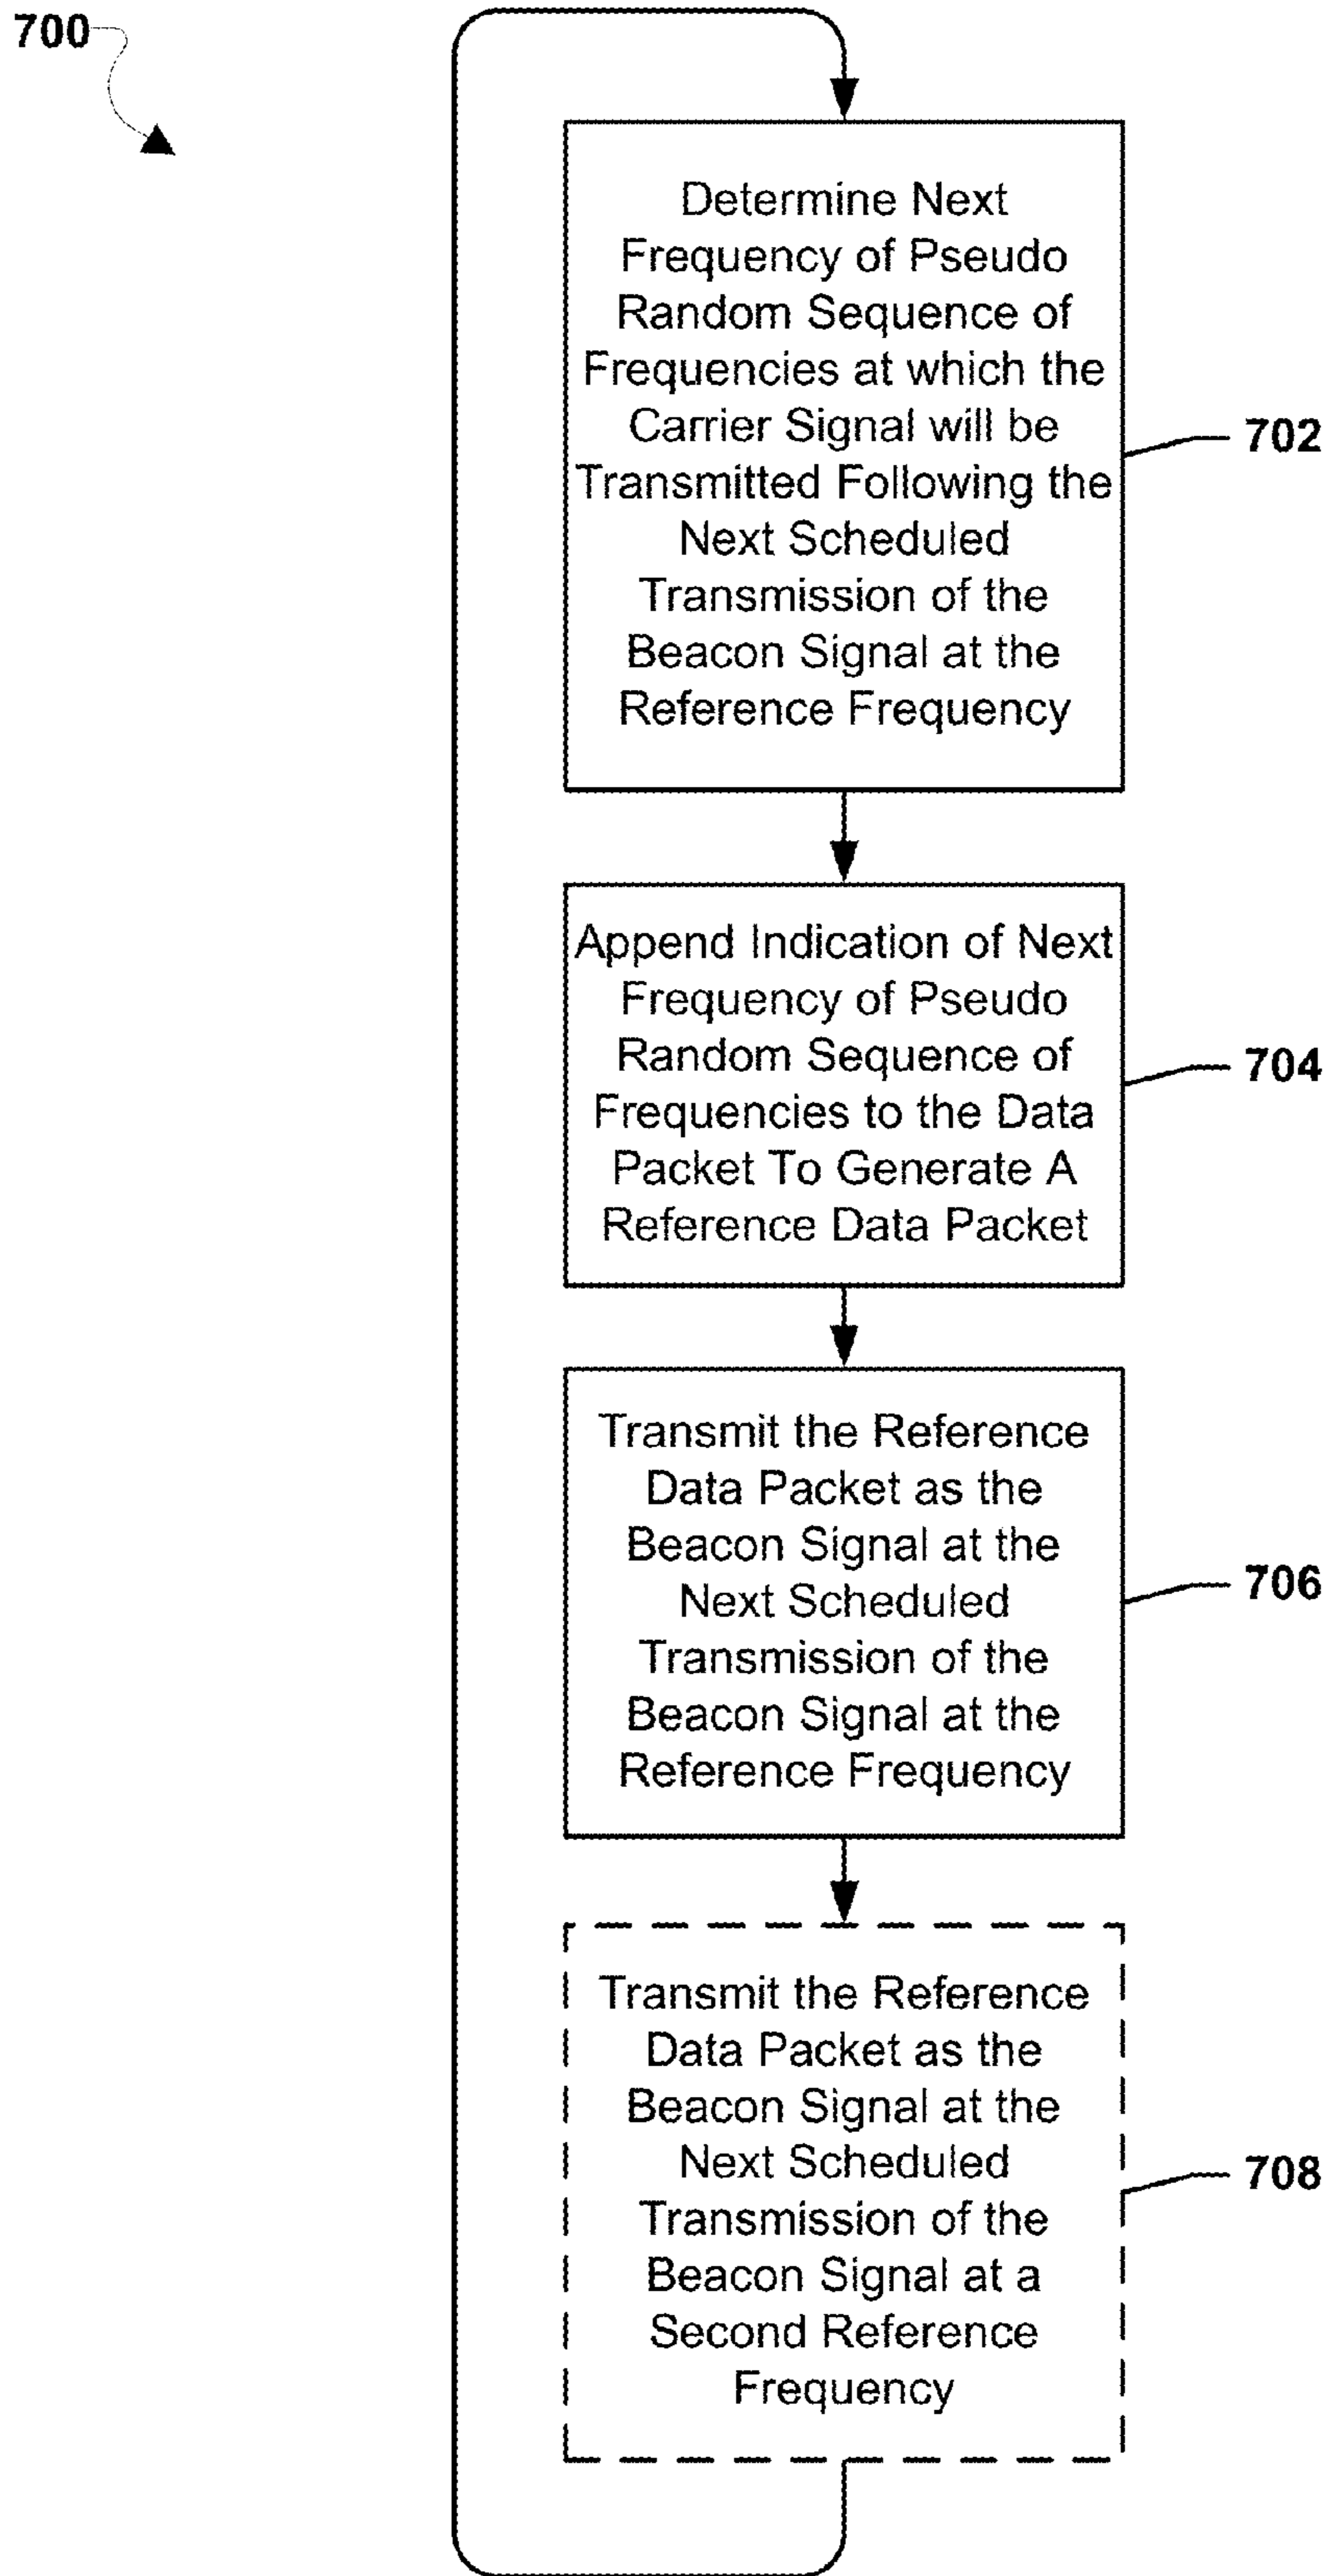 700
Determine Next
Frequency of Pseudo
Random Sequence of
Frequencies at which the
Carrier Signal will be
Transmitted Following the
Next Scheduled
Transmission of the
Beacon Signal at the
Reference Frequency
702
Append Indication of Next
Frequency of Pseudo
Random Sequence of
Frequencies to the Data
Packet To Generate A
Reference Data Packet
704
Transmit the Reference
Data Packet as the
Beacon Signal at the
Next Scheduled
Transmission of the
Beacon Signal at the
Reference Frequency
706
Transmit the Reference
Data Packet as the
Beacon Signal at the
Next Scheduled
Transmission of the
Beacon Signal at a
Second Reference
Frequency
708